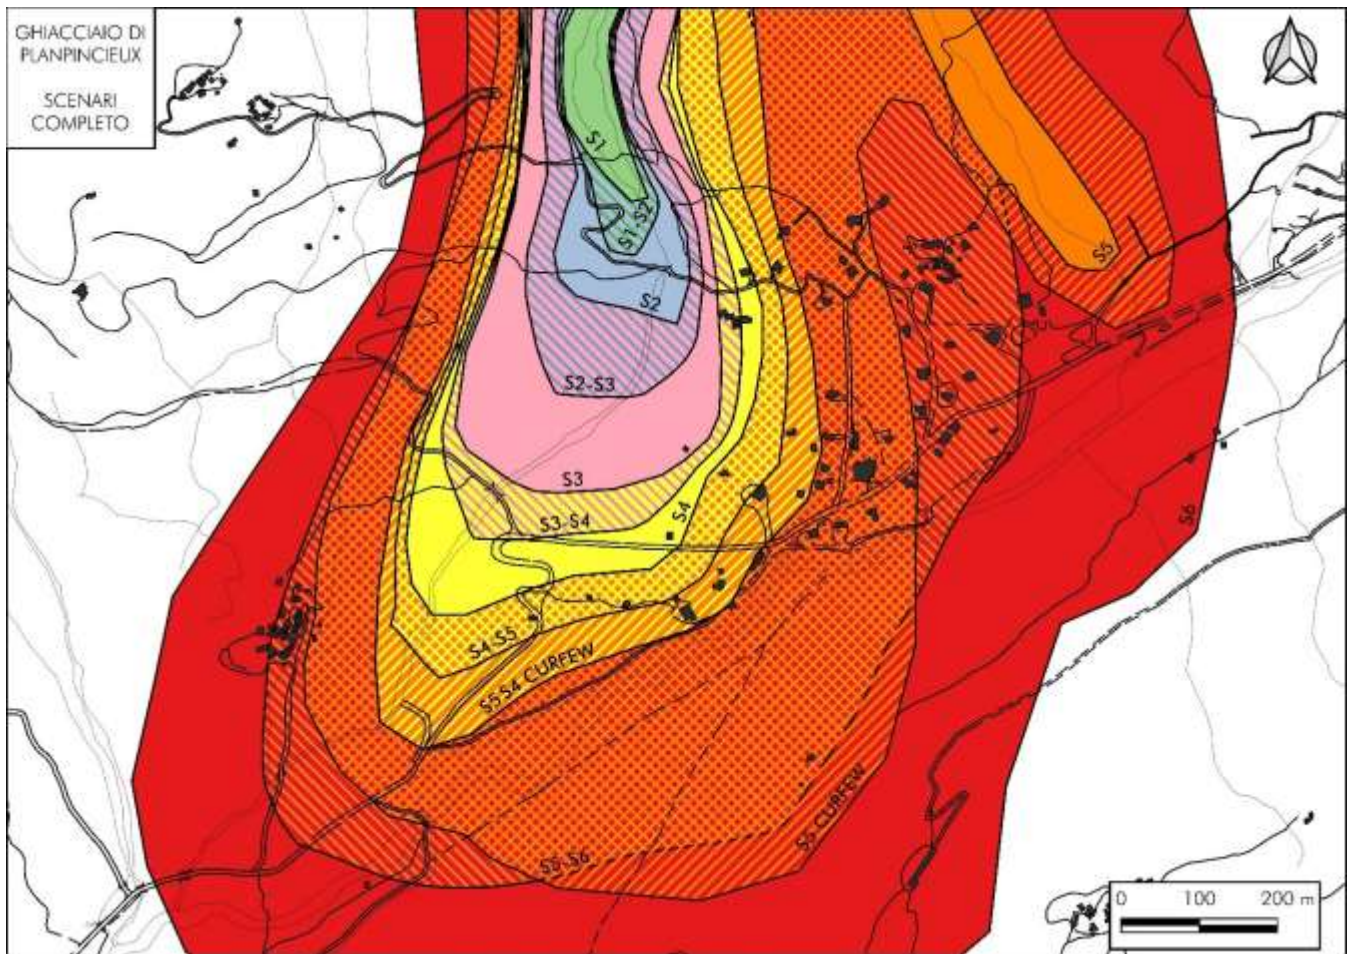 GHIACCIAIO DI
PLANPINCIEUX
SCENARI
COMPLETO
S1
S1-S2
S2
S2-S3
S3
S3-S4
S4
S4-S5
S5 S4 CURFEW
S5
S6
S5 CURFEW
S5-S6
0 100 200 m